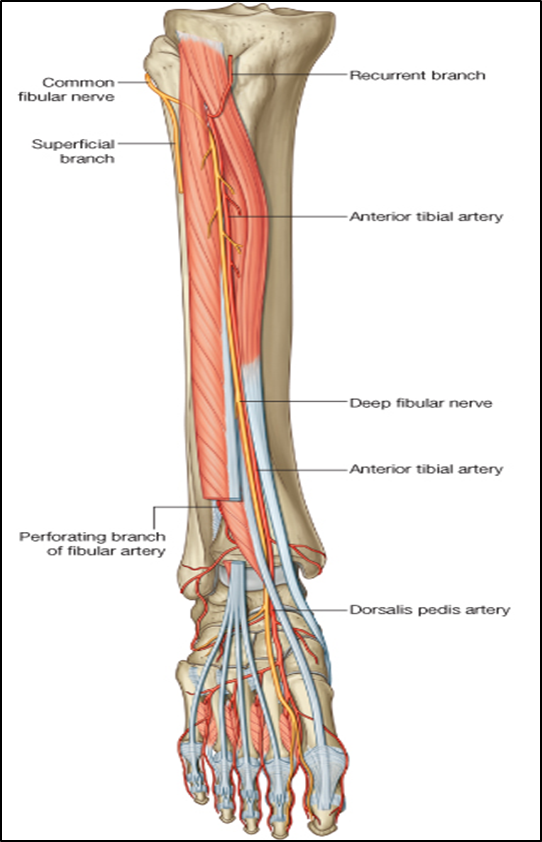 Common
fibular nerve
Recurrent branch
Superficial
branch
Anterior tibial artery
Deep fibular nerve
Anterior tibial artery
Perforating branch
of fibular artery
Dorsalis pedis artery